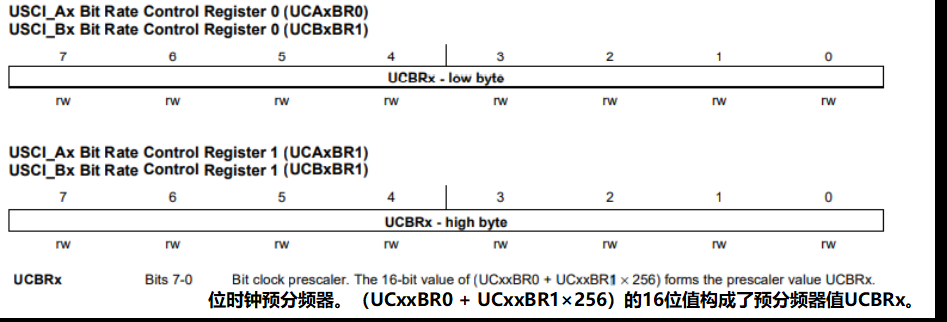 USCI_Ax Bit Rate Control Register 0 (UCAxBR0)
USCI_Bx Bit Rate Control Register 0 (UCBxBR1)
7 6 5 4 3 2 1 0
UCBRx - low byte
rw rw rw rw rw rw rw rw
USCI_Ax Bit Rate Control Register 1 (UCAxBR1)
USCI_Bx Bit Rate Control Register 1 (UCBxBR1)
7 6 5 4 3 2 1 0
UCBRx - high byte
rw rw rw rw rw rw rw rw
UCBRx Bits 7-0 Bit clock prescaler. The 16-bit value of (UCxxBR0 + UCxxBR1 × 256) forms the prescaler value UCBRx.
位时钟预分频器。（UCxxBR0 + UCxxBR1×256）的16位值构成了预分频器值UCBRx。